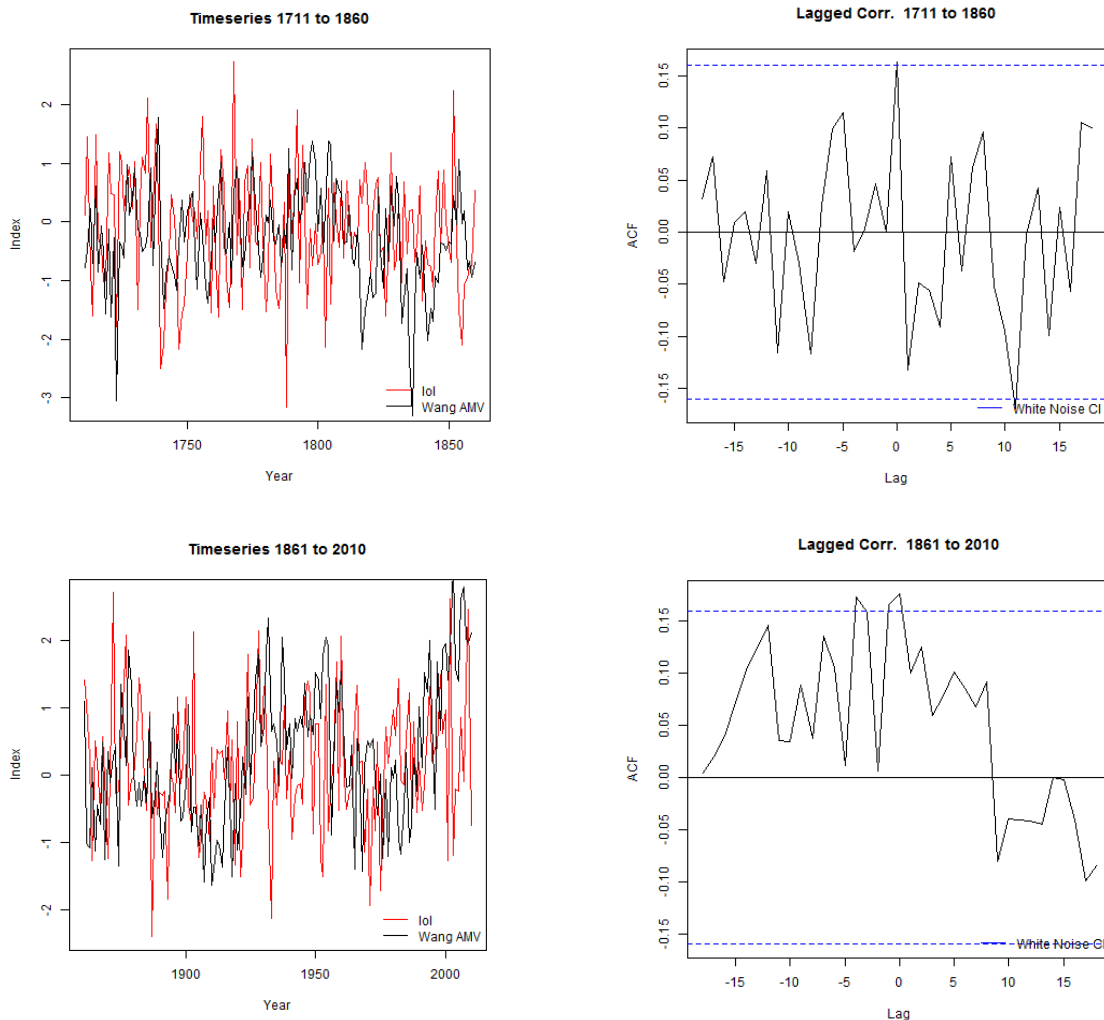 Timeseries 1711 to 1860
Index
2
1
0
-1
-2
-3
1750
1800
1850
Year
IoI
Wang AMV
Lagged Corr. 1711 to 1860
ACF
0.15
0.10
0.05
0.00
-0.05
-0.10
-0.15
-15
-10
-5
0
5
10
15
Lag
White Noise CI
Timeseries 1861 to 2010
Index
2
1
0
-1
-2
1900
1950
2000
Year
IoI
Wang AMV
Lagged Corr. 1861 to 2010
ACF
0.15
0.10
0.05
0.00
-0.05
-0.10
-0.15
-15
-10
-5
0
5
10
15
Lag
White Noise CI